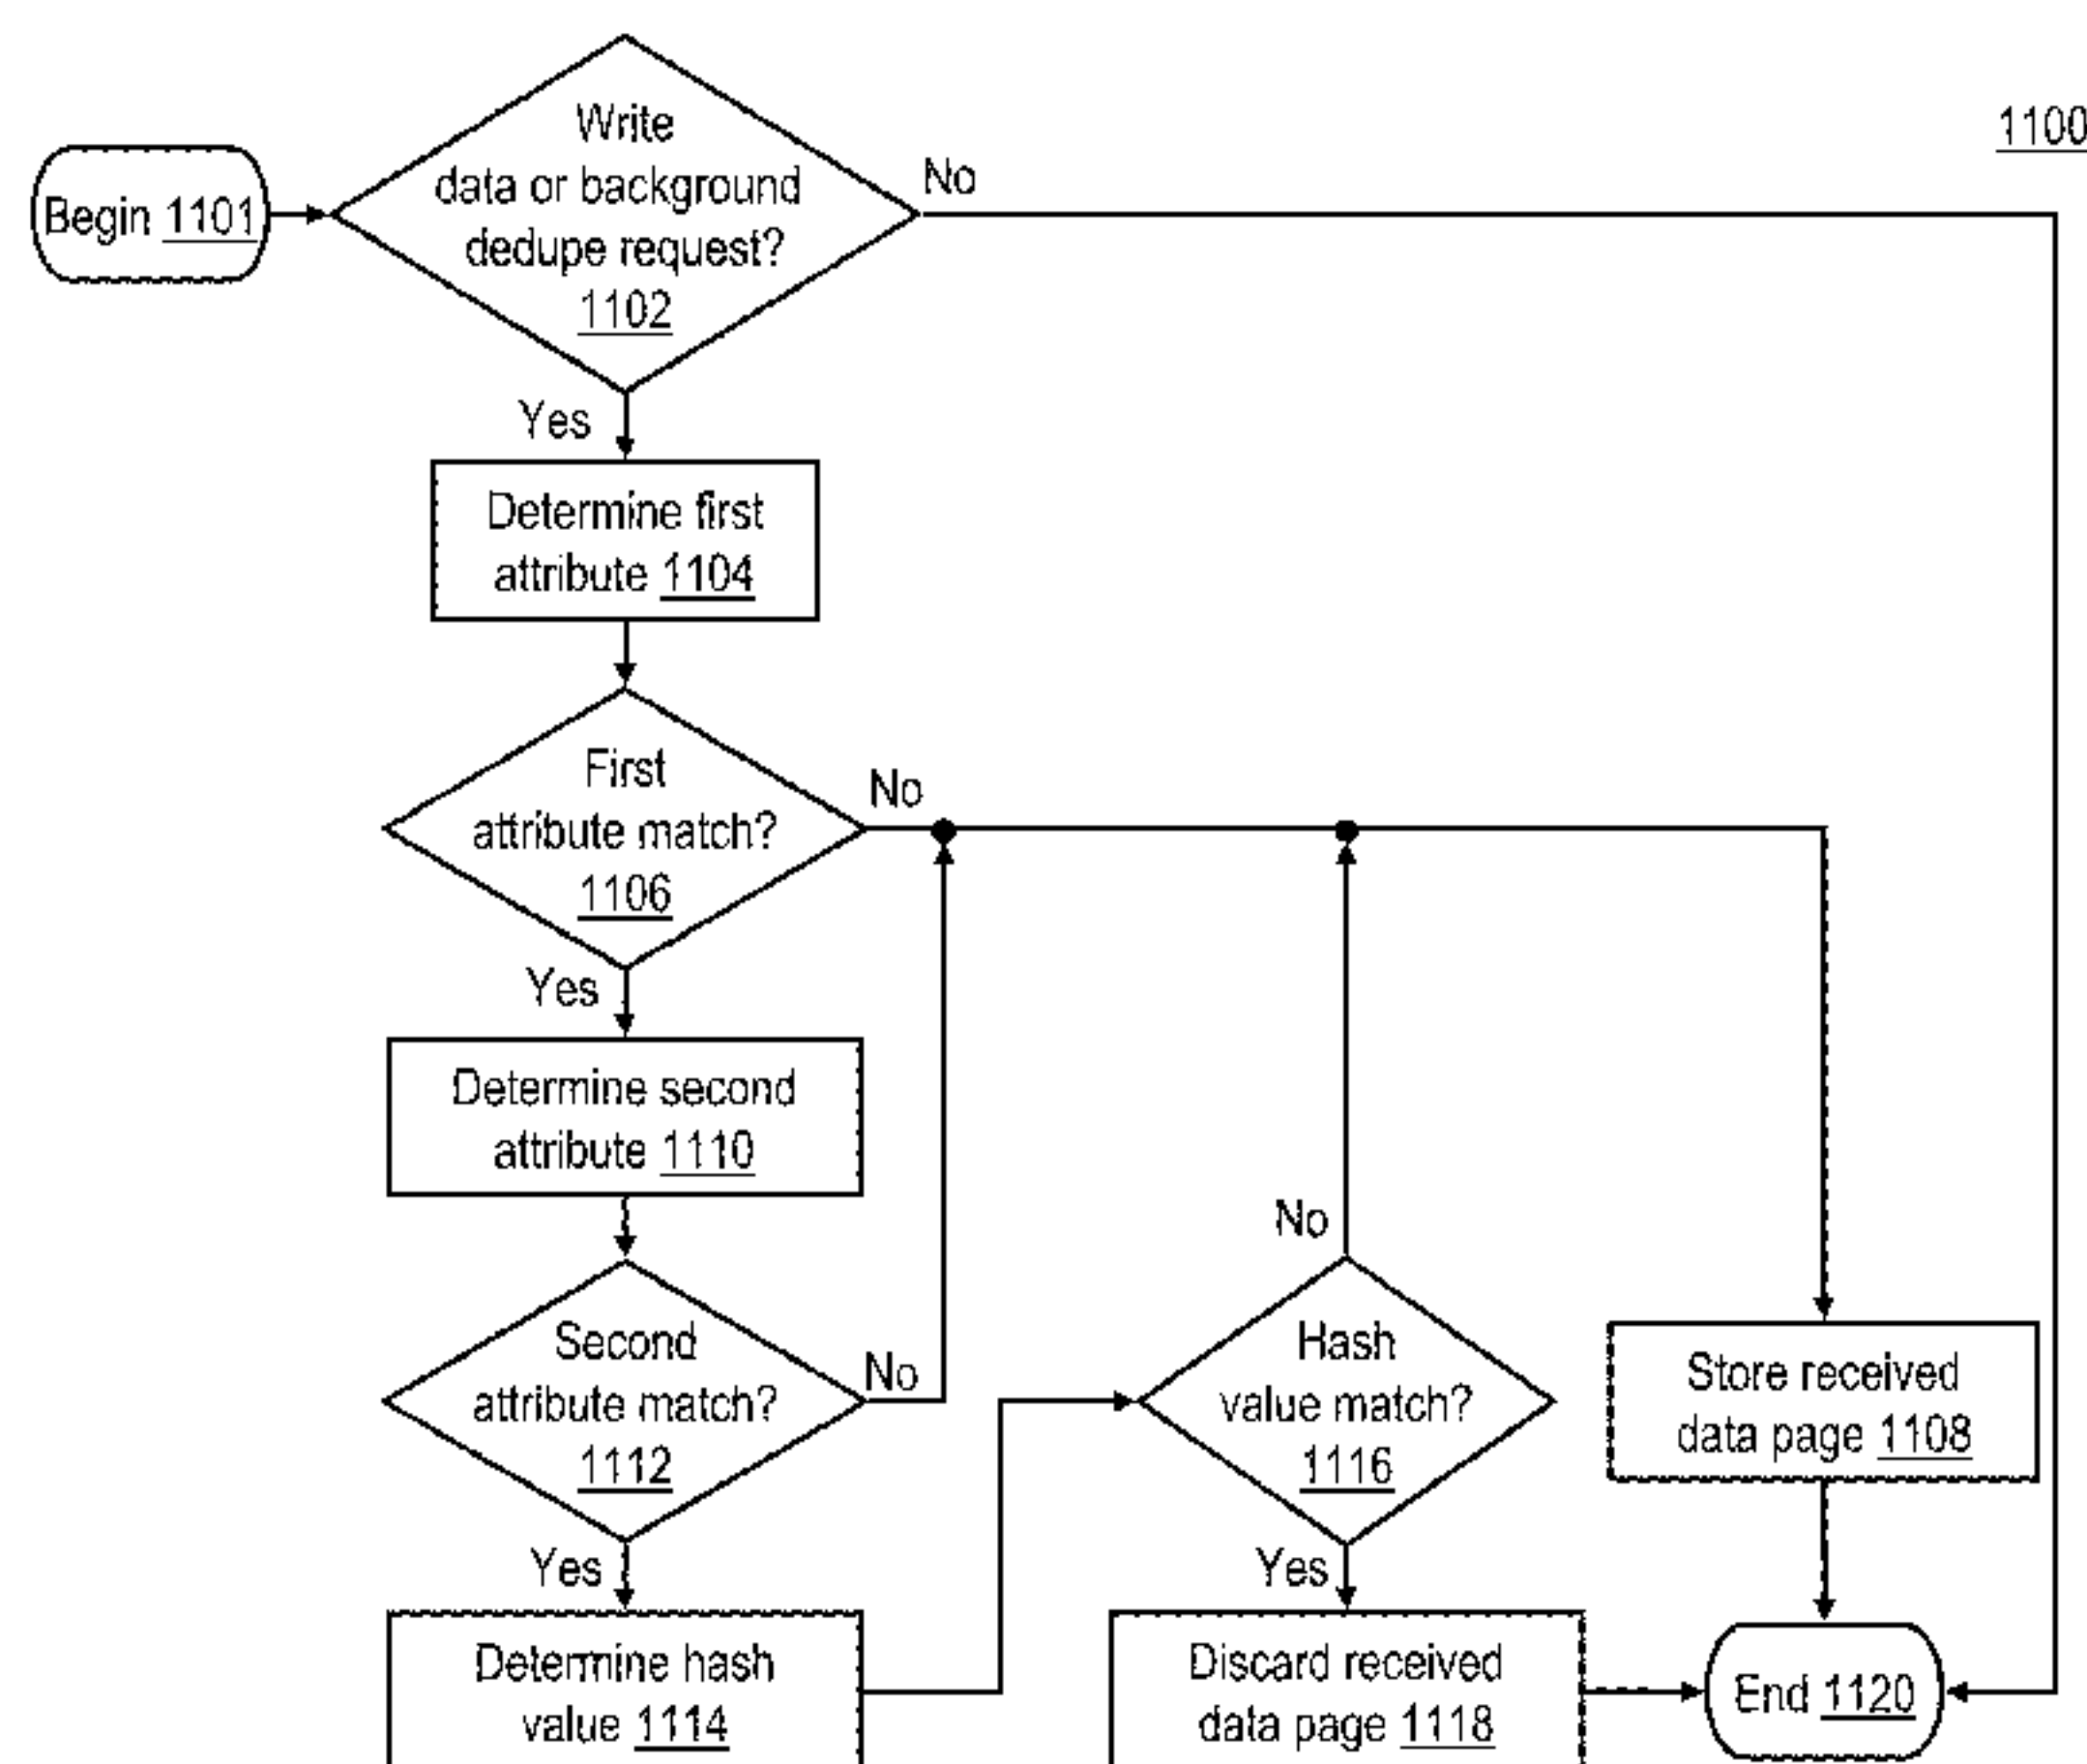 1100
Begin 1101
Write
data or background
dedupe request?
1102
No
Yes
Determine first
attribute 1104
First
attribute match?
1106
No
Yes
Determine second
attribute 1110
Second
attribute match?
1112
No
Yes
Determine hash
value 1114
No
Hash
value match?
1116
Yes
Discard received
data page 1118
Store received
data page 1108
End 1120